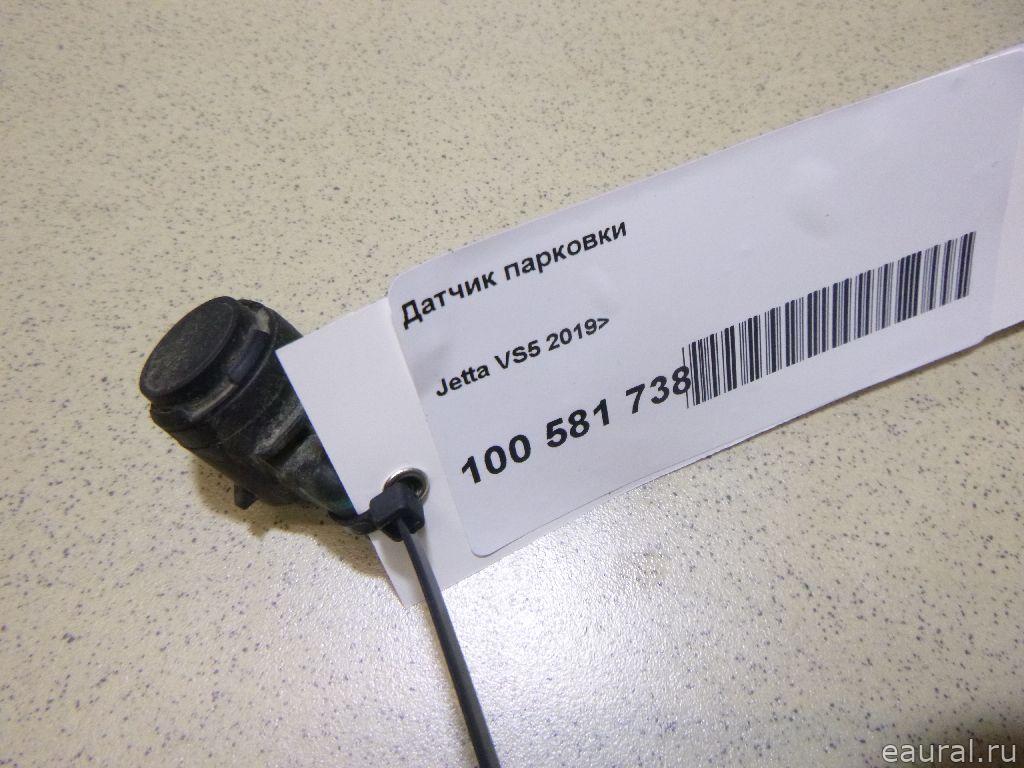 Датчик парковки
Jetta VS5 2019>
100 581 738
eaural.ru